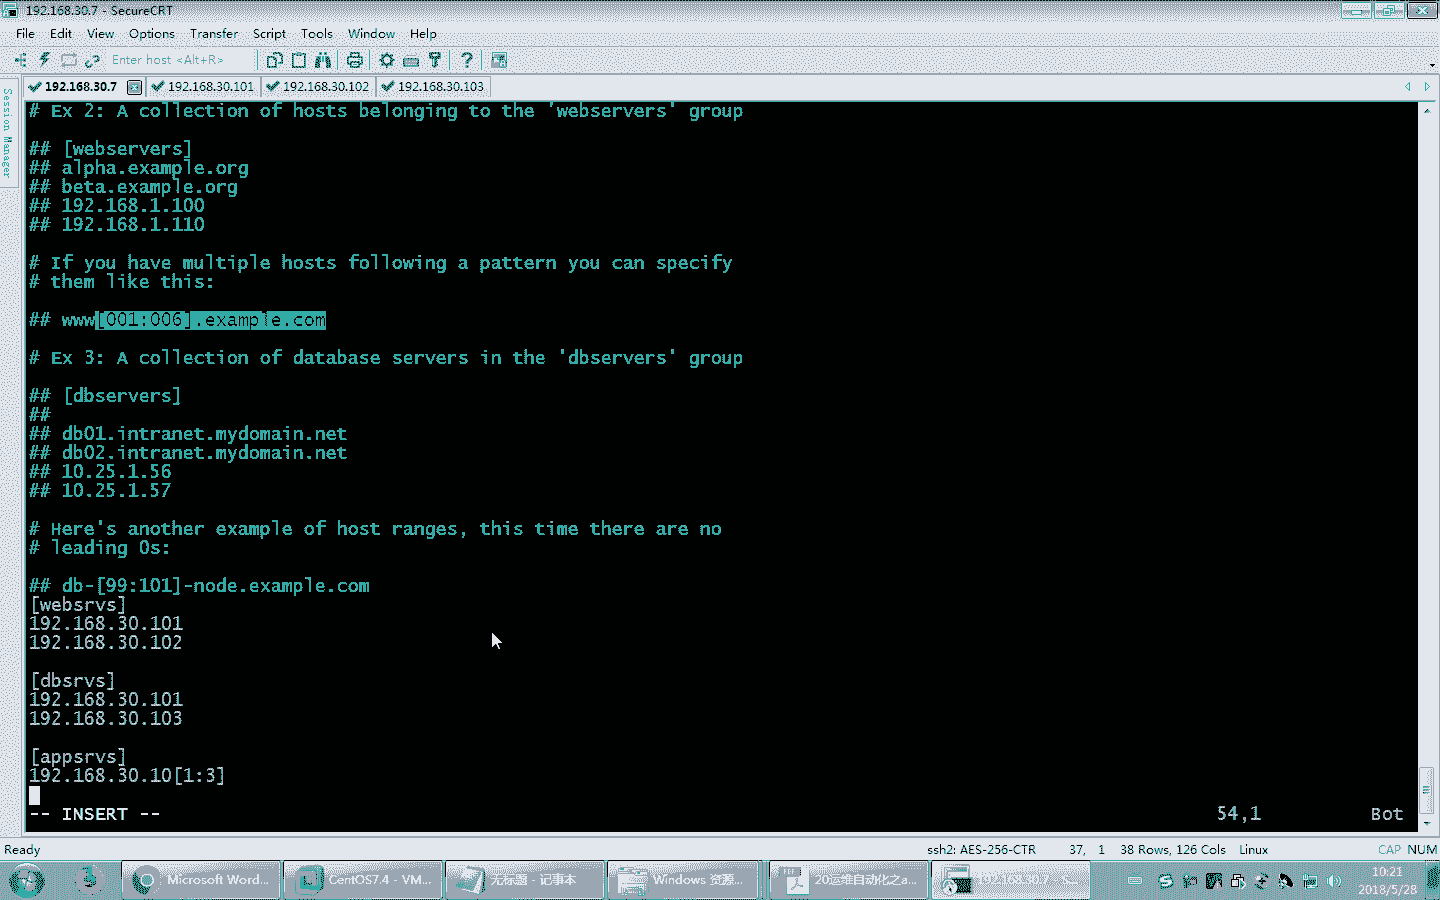 192.168.30.7 - SecureCRT
File Edit View Options Transfer Script Tools Window Help
Enter host <Alt+R>
Session Manager
192.168.30.7 192.168.30.101 192.168.30.102 192.168.30.103
# Ex 2: A collection of hosts belonging to the 'webservers' group
## [webservers]
## alpha.example.org
## beta.example.org
## 192.168.1.100
## 192.168.1.110
# If you have multiple hosts following a pattern you can specify
# them like this:
## www[001:006].example.com
# Ex 3: A collection of database servers in the 'dbservers' group
## [dbservers]
##
## db01.intranet.mydomain.net
## db02.intranet.mydomain.net
## 10.25.1.56
## 10.25.1.57
# Here's another example of host ranges, this time there are no
# leading 0s:
## db-[99:101]-node.example.com
[websrvs]
192.168.30.101
192.168.30.102
[dbsrvs]
192.168.30.101
192.168.30.103
[appsrvs]
192.168.30.10[1:3]
-- INSERT -- 54,1 Bot
Ready ssh2: AES-256-CTR 37, 1 38 Rows, 126 Cols Linux CAP NUM
Microsoft Word... CentOS7.4 - VM... 无标题 - 记事本 Windows 资源... 20运维自动化之a... 192.168.30.7 -... 10:21
2018/5/28